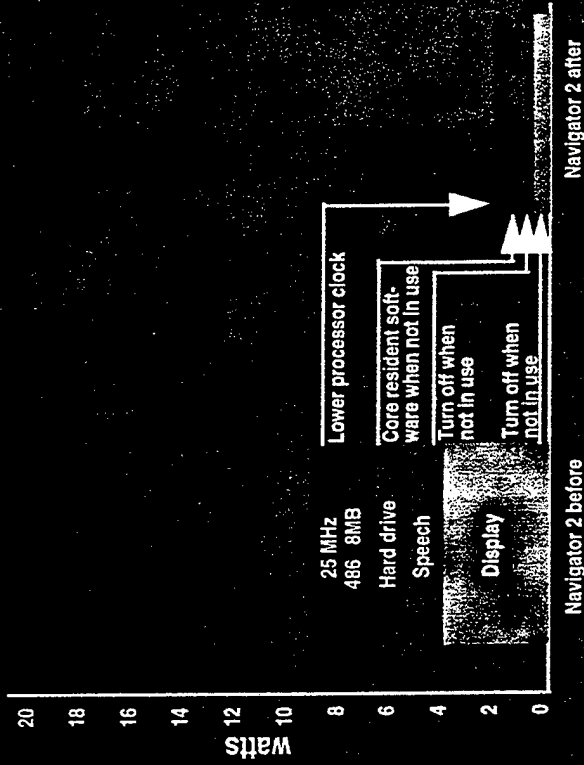 watts
20
18
16
14
12
10
8
6
4
2
0
25 MHz
486 8MB
Hard drive
Speech
Display
Lower processor clock
Core resident soft-
ware when not in use
Turn off when
not in use
Turn off when
not in use
Navigator 2 before
Navigator 2 after